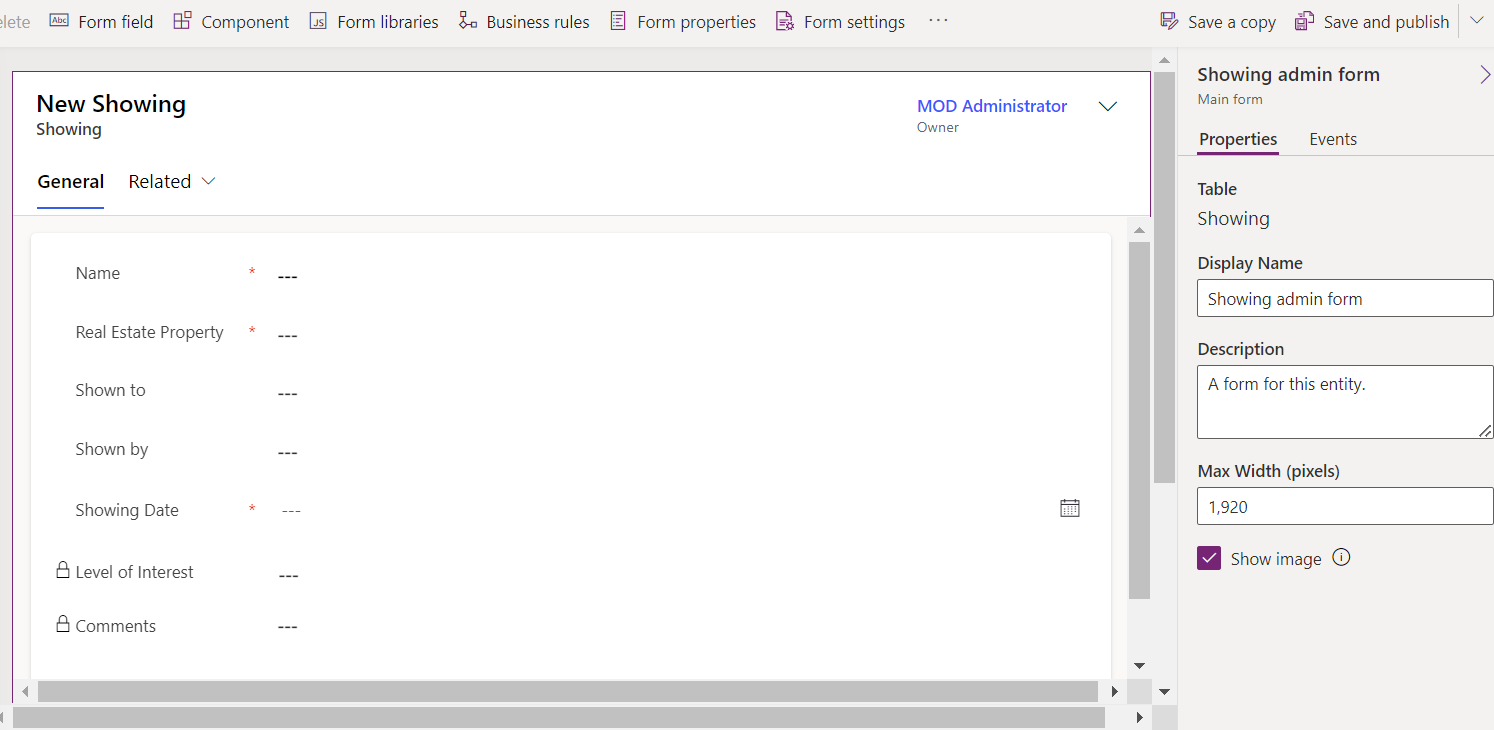 elete Form field Component Form libraries Business rules Form properties Form settings ··· Save a copy Save and publish
New Showing
Showing
MOD Administrator
Owner
General Related
Name * ---
Real Estate Property * ---
Shown to ---
Shown by ---
Showing Date * ---
Level of Interest ---
Comments ---
Showing admin form
Main form
Properties Events
Table
Showing
Display Name
Showing admin form
Description
A form for this entity.
Max Width (pixels)
1,920
Show image